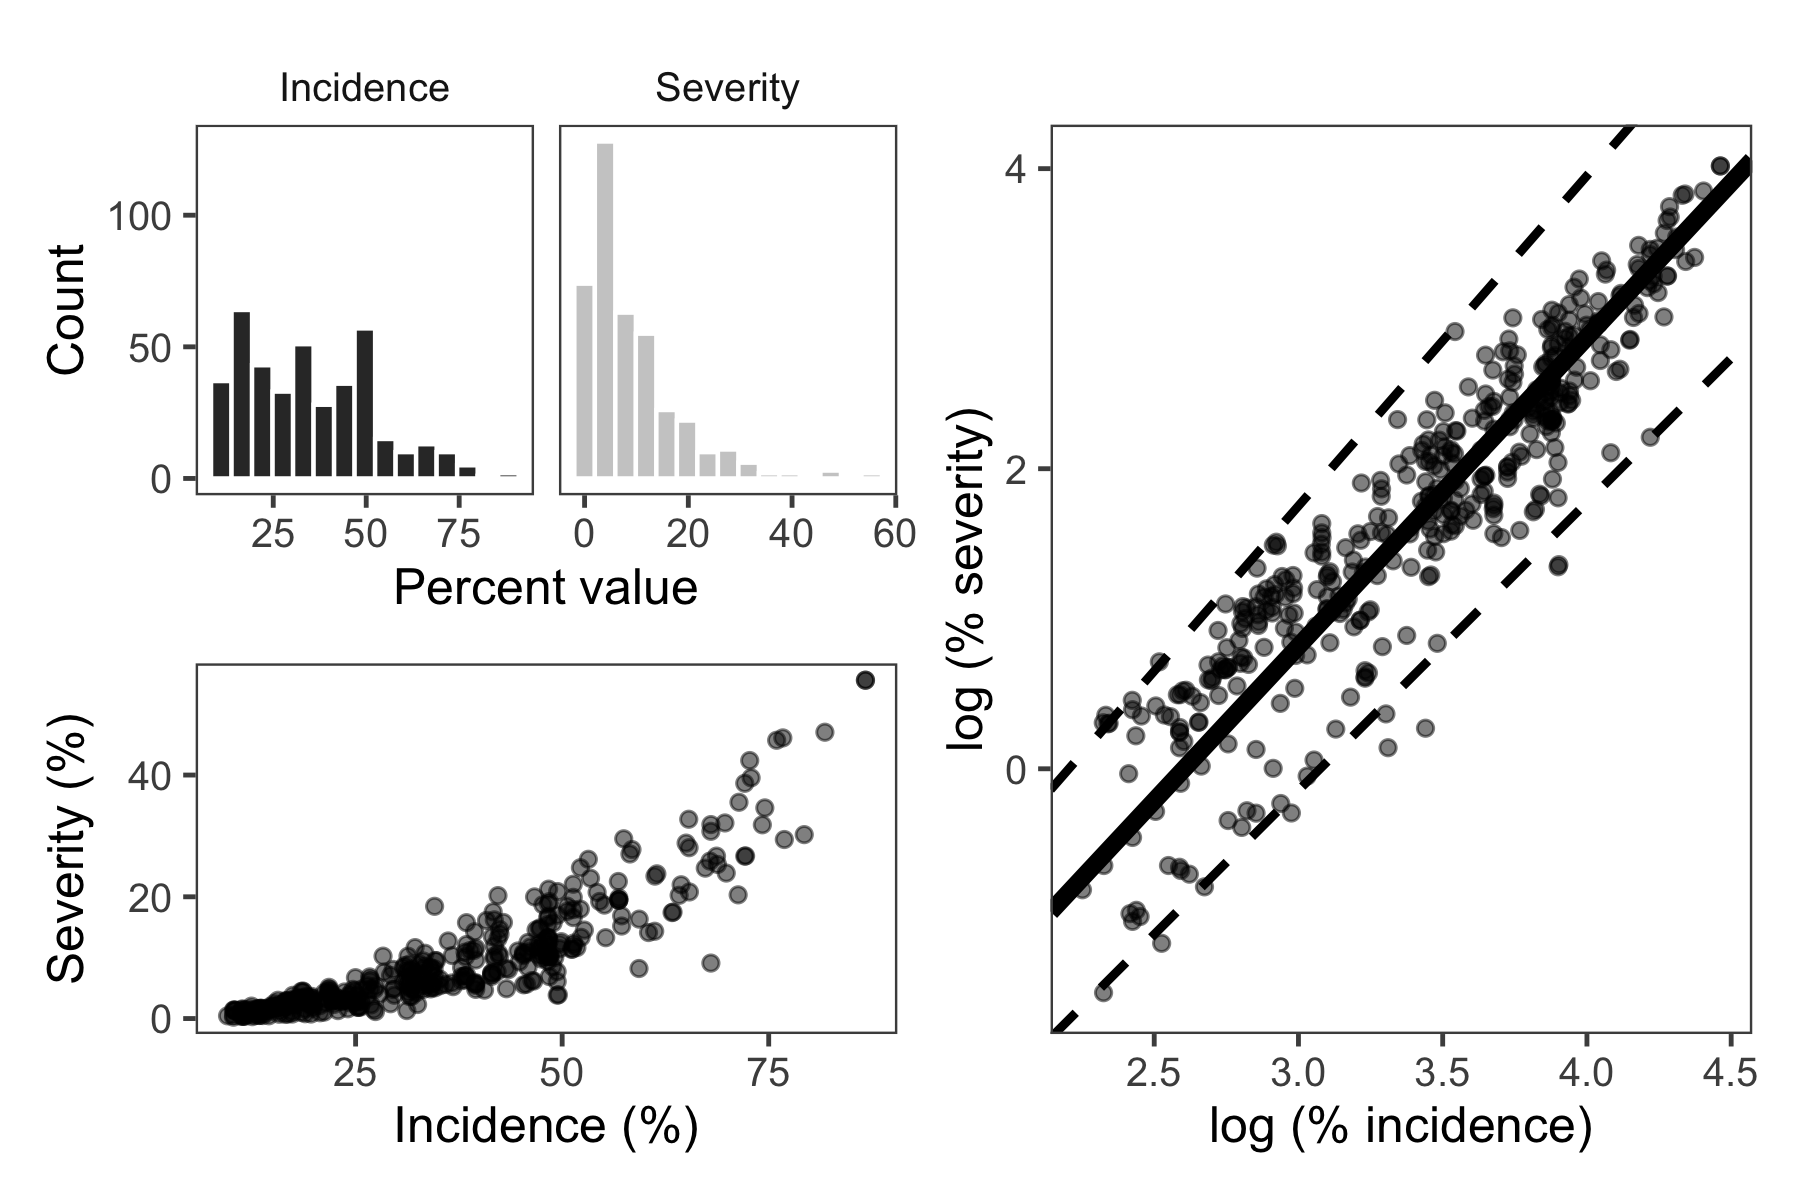 Incidence
Severity
Count
100
50
0
25 50 75
0 20 40 60
Percent value
Severity (%)
40
20
0
25 50 75
Incidence (%)
log (% severity)
4
2
0
2.5 3.0 3.5 4.0 4.5
log (% incidence)